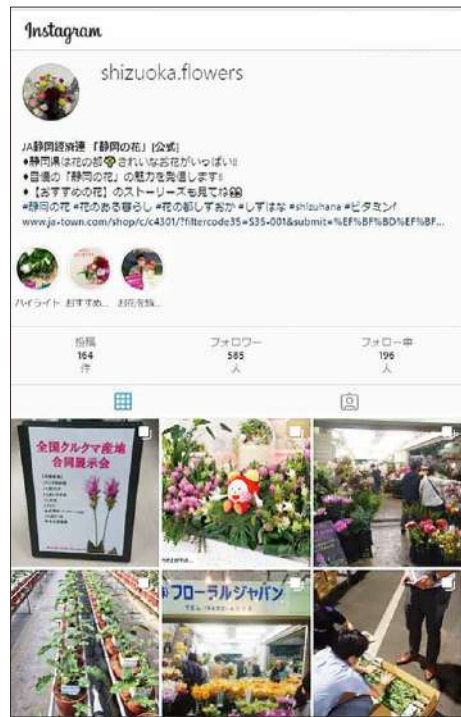 Instagram
shizuoka.flowers
JA静岡経済連 「静岡の花」[公式]
♦静岡県は花の都💐きれいなお花がいっぱい‼
♦自慢の「静岡の花」の魅力を発信します‼
♦【おすすめの花】のストーリーズも見てね🤗
#静岡の花 #花のある暮らし #花の都しずおか #しずはな #shizuhana #ビタミンf
www.ja-town.com/shop/c/c4301/?filtercode35=S35-001&submit=%EF%BF%BD%EF%BF...
ハイライト おすすめ... お花を飾...
投稿 フォロワー フォロー中
164 585 196
件 人 人
全国クルクマ産地
合同展示会
フローラルジャパン